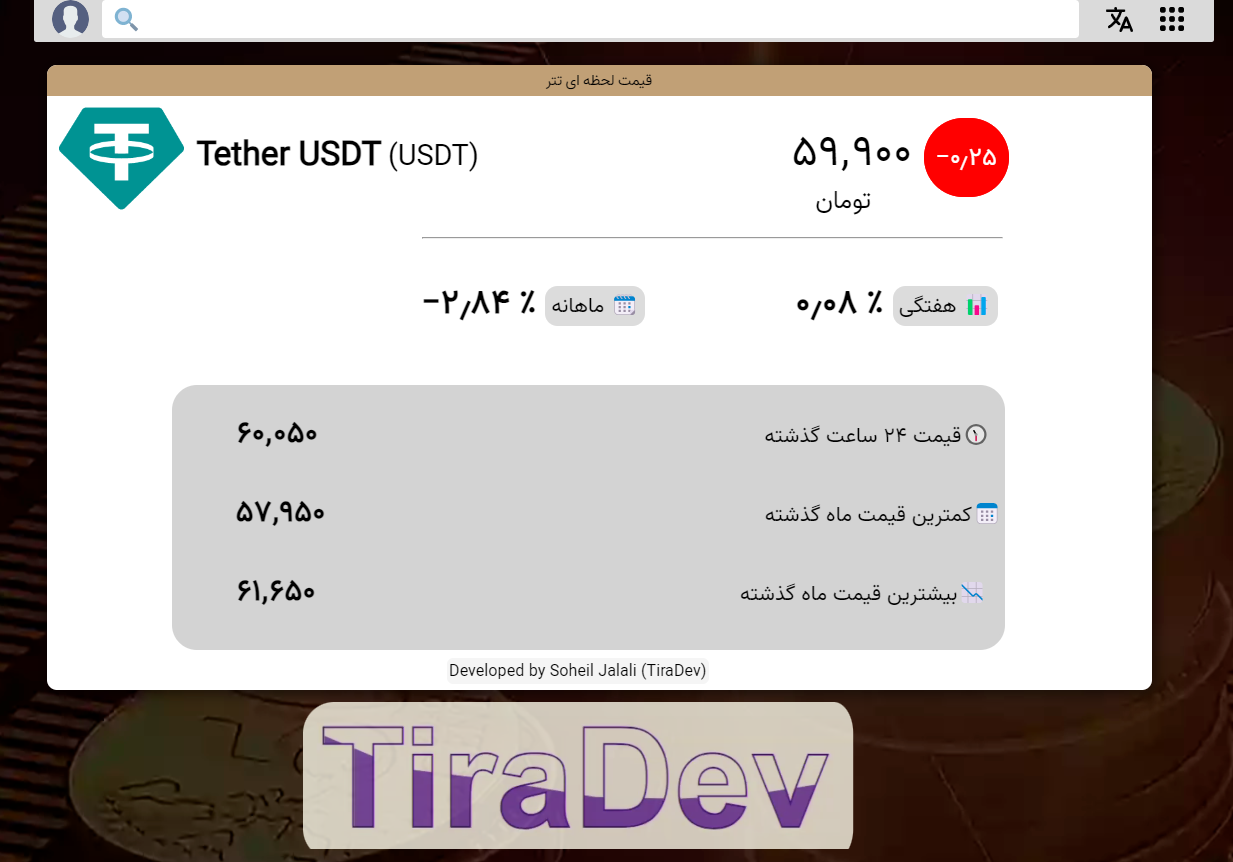 قیمت لحظه ای تتر
Tether USDT (USDT)
۵۹,۹۰۰
−۰٫۲۵
تومان
هفتگی
۰٫۰۸ ٪
ماهانه
−۲٫۸۴ ٪
قیمت ۲۴ ساعت گذشته
۶۰,۰۵۰
کمترین قیمت ماه گذشته
۵۷,۹۵۰
بیشترین قیمت ماه گذشته
۶۱,۶۵۰
Developed by Soheil Jalali (TiraDev)
TiraDev